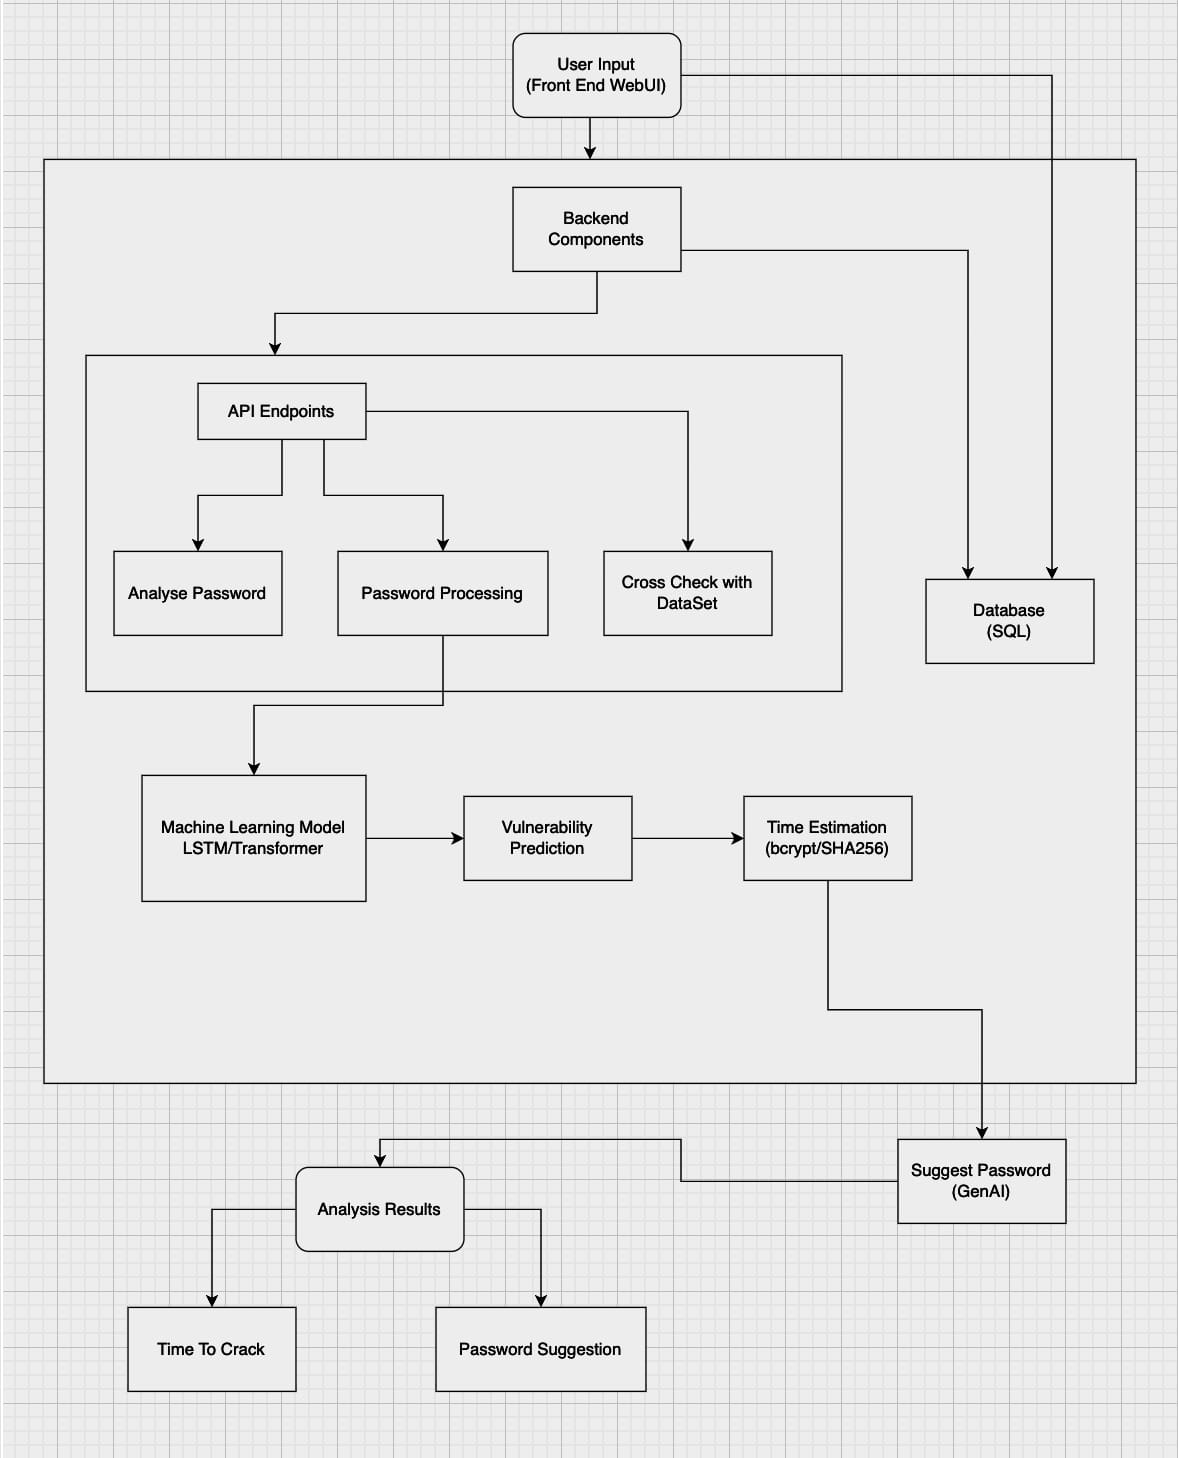 User Input
(Front End WebUI)
Backend
Components
API Endpoints
Analyse Password
Password Processing
Cross Check with
DataSet
Database
(SQL)
Machine Learning Model
LSTM/Transformer
Vulnerability
Prediction
Time Estimation
(bcrypt/SHA256)
Suggest Password
(GenAI)
Analysis Results
Time To Crack
Password Suggestion